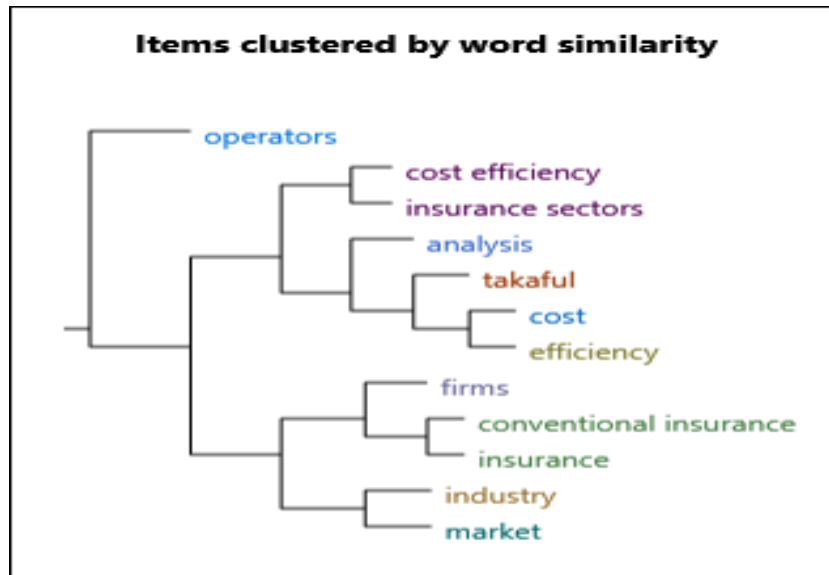 Items clustered by word similarity
operators
cost efficiency
insurance sectors
analysis
takaful
cost
efficiency
firms
conventional insurance
insurance
industry
market